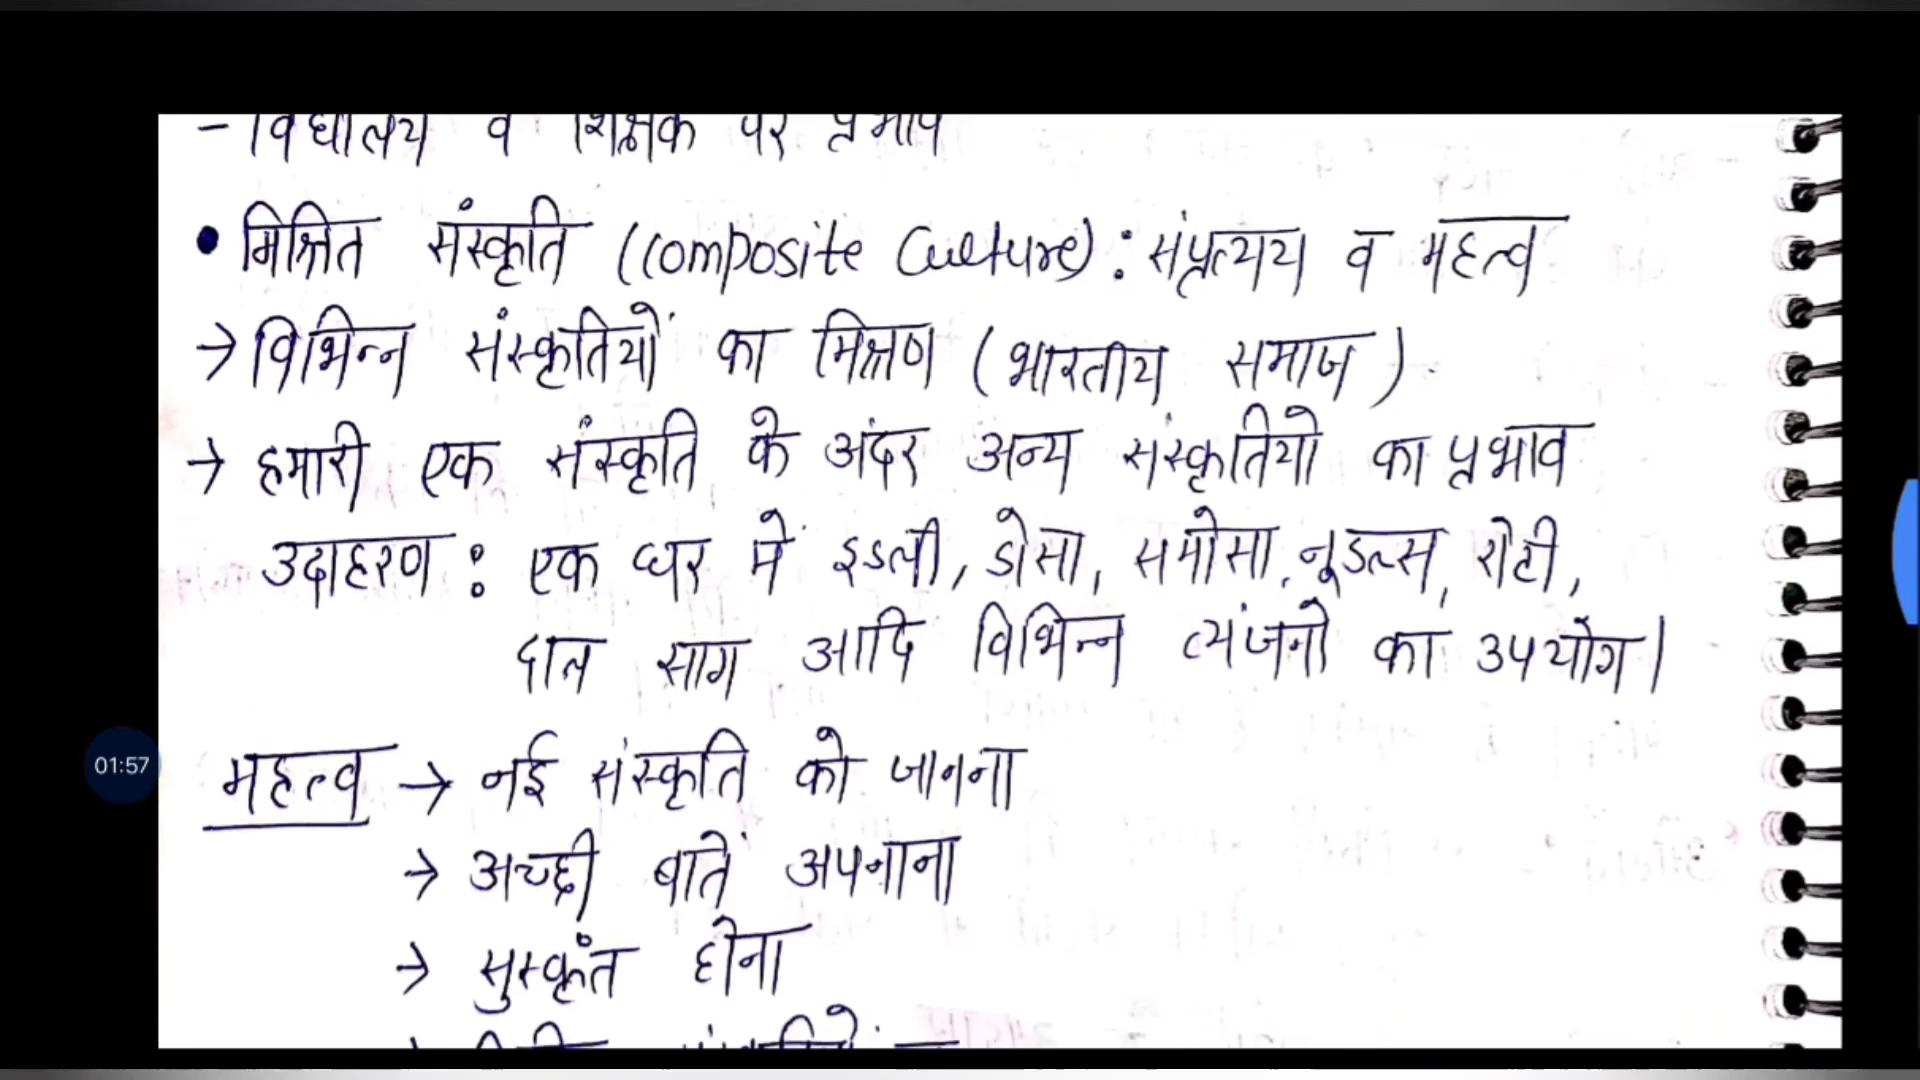 - विद्यालय व शिक्षक पर प्रभाव
• मिश्रित संस्कृति (Composite Culture) : संप्रत्यय व महत्व
→ विभिन्न संस्कृतियों का मिश्रण (भारतीय समाज)
→ हमारी एक संस्कृति के अंदर अन्य संस्कृतियो का प्रभाव
उदाहरण : एक घर में इडली, डोसा, समोसा, नूडल्स, रोटी,
दाल साग आदि विभिन्न व्यंजनो का उपयोग।
01:57
महत्व → नई संस्कृति को जानना
→ अच्छी बातें अपनाना
→ सुस्कृंत होना